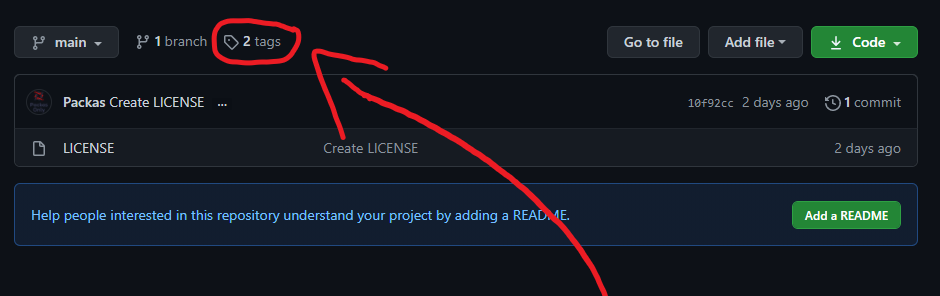 main 1 branch 2 tags Go to file Add file Code
Packas Create LICENSE ... 10f92cc 2 days ago 1 commit
LICENSE Create LICENSE 2 days ago
Help people interested in this repository understand your project by adding a README. Add a README